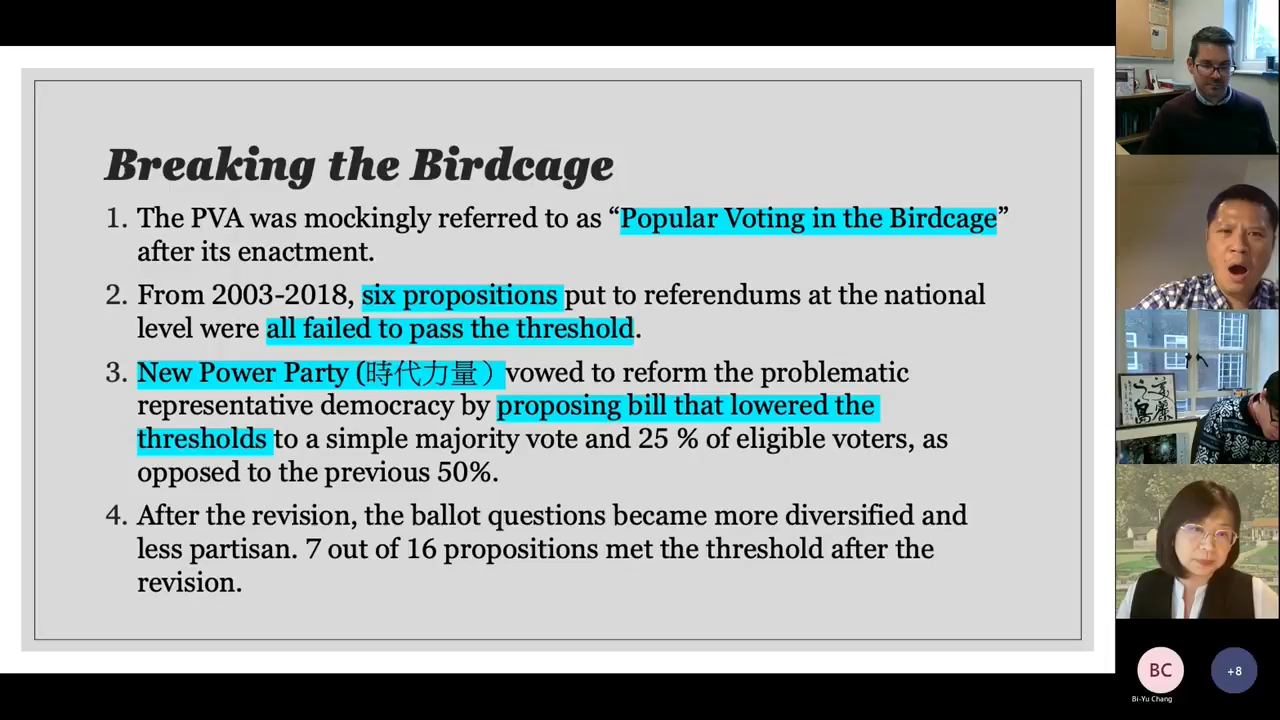 Breaking the Birdcage
1. The PVA was mockingly referred to as “Popular Voting in the Birdcage”
after its enactment.
2. From 2003-2018, six propositions put to referendums at the national
level were all failed to pass the threshold.
3. New Power Party (時代力量）vowed to reform the problematic
representative democracy by proposing bill that lowered the
thresholds to a simple majority vote and 25 % of eligible voters, as
opposed to the previous 50%.
4. After the revision, the ballot questions became more diversified and
less partisan. 7 out of 16 propositions met the threshold after the
revision.
BC
+8
Bi-Yu Chang